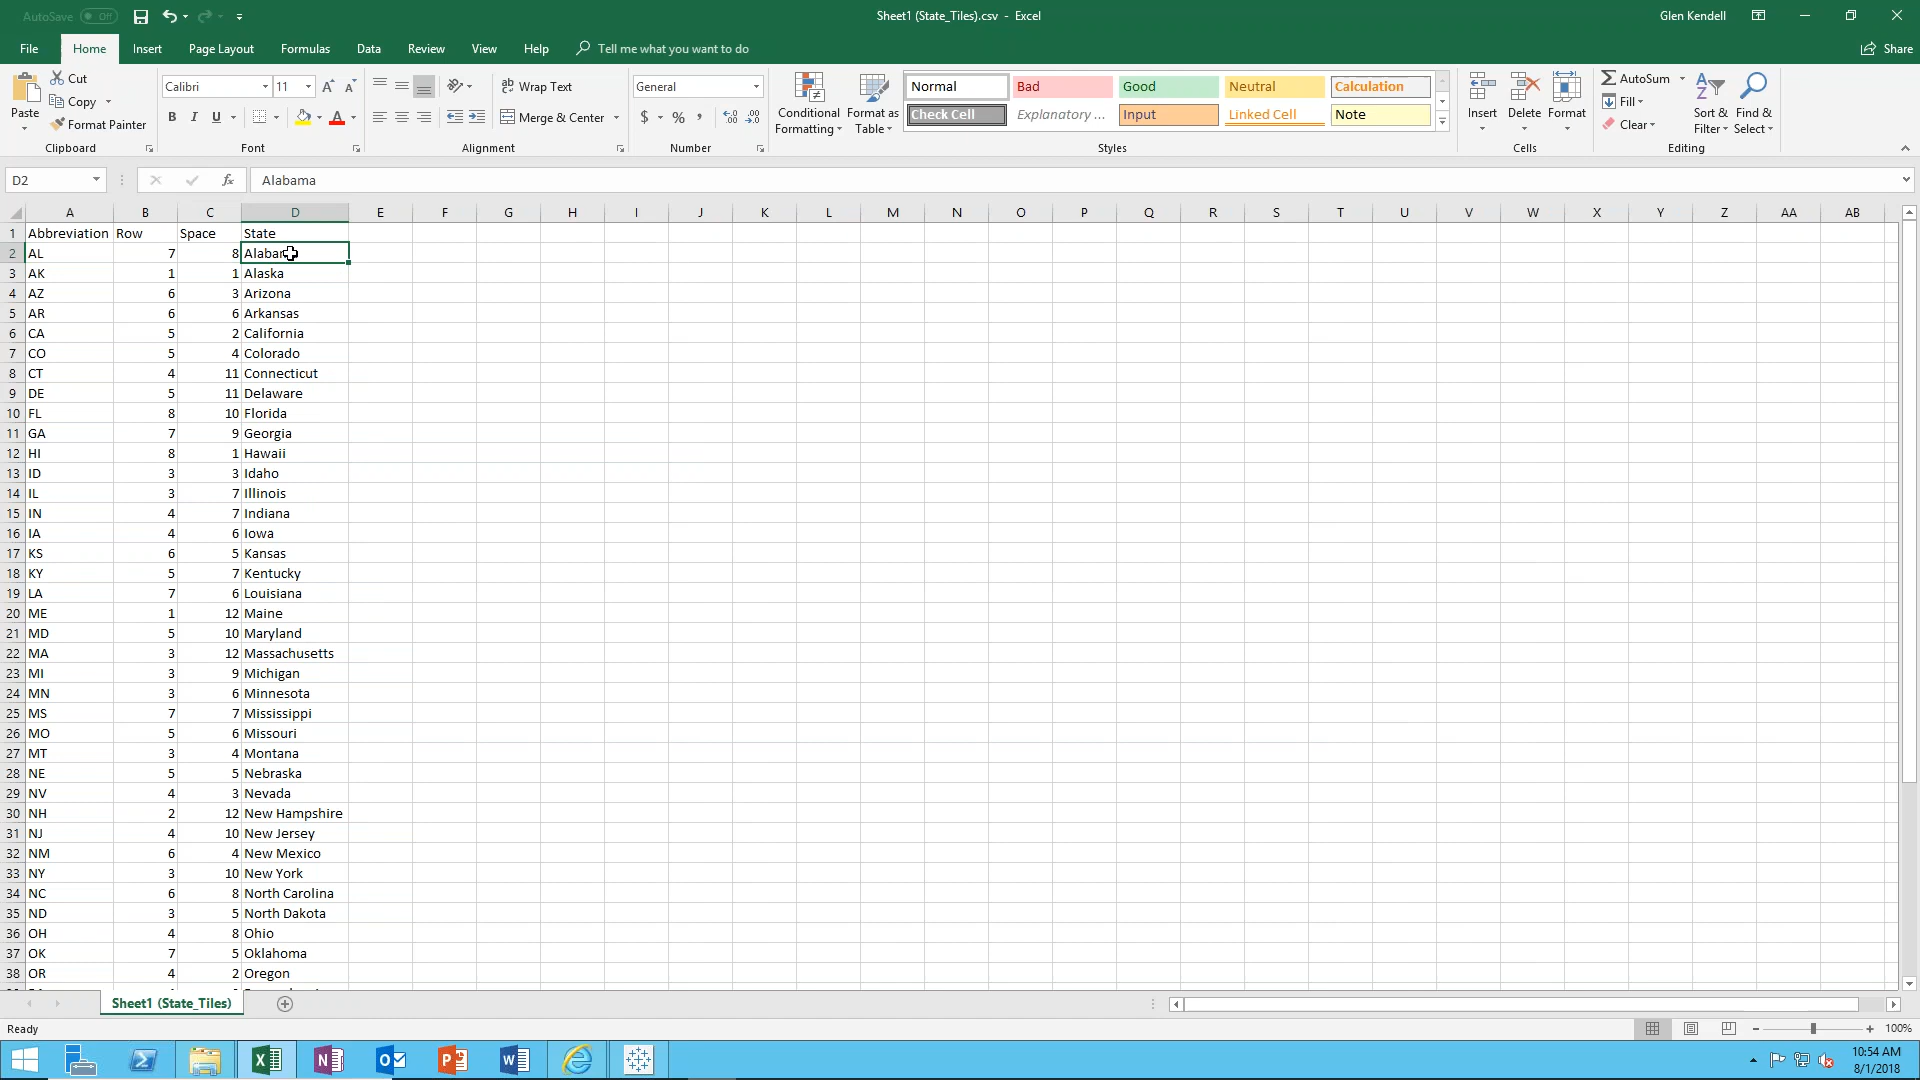 AutoSave Off Sheet1 (State_Tiles).csv - Excel Glen Kendell
File Home Insert Page Layout Formulas Data Review View Help Tell me what you want to do Share
Paste Cut Copy Format Painter Clipboard
Calibri 11 B I U A Font
Wrap Text Merge & Center Alignment
General $ % Number
Conditional Formatting Format as Table
Normal Bad Good Neutral Calculation
Check Cell Explanatory ... Input Linked Cell Note
Styles
Insert Delete Format Cells
AutoSum Fill Clear Sort & Filter Find & Select Editing
D2 fx Alabama
A B C D E F G H I J K L M N O P Q R S T U V W X Y Z AA AB
1 Abbreviation Row Space State
2 AL 7 8
3 AK 1 1 Alaska
4 AZ 6 3 Arizona
5 AR 6 6 Arkansas
6 CA 5 2 California
7 CO 5 4 Colorado
8 CT 4 11 Connecticut
9 DE 5 11 Delaware
10 FL 8 10 Florida
11 GA 7 9 Georgia
12 HI 8 1 Hawaii
13 ID 3 3 Idaho
14 IL 3 7 Illinois
15 IN 4 7 Indiana
16 IA 4 6 Iowa
17 KS 6 5 Kansas
18 KY 5 7 Kentucky
19 LA 7 6 Louisiana
20 ME 1 12 Maine
21 MD 5 10 Maryland
22 MA 3 12 Massachusetts
23 MI 3 9 Michigan
24 MN 3 6 Minnesota
25 MS 7 7 Mississippi
26 MO 5 6 Missouri
27 MT 3 4 Montana
28 NE 5 5 Nebraska
29 NV 4 3 Nevada
30 NH 2 12 New Hampshire
31 NJ 4 10 New Jersey
32 NM 6 4 New Mexico
33 NY 3 10 New York
34 NC 6 8 North Carolina
35 ND 3 5 North Dakota
36 OH 4 8 Ohio
37 OK 7 5 Oklahoma
38 OR 4 2 Oregon
Sheet1 (State_Tiles)
Ready 100%
10:54 AM
8/1/2018